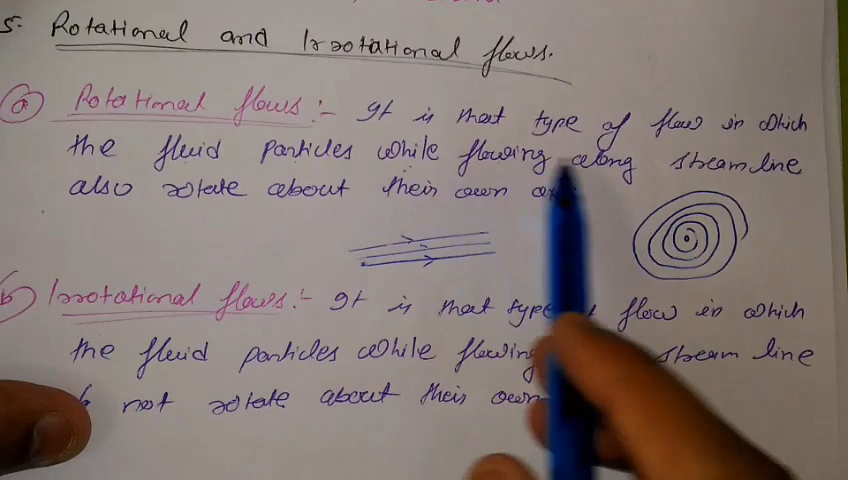 5. Rotational and Irrotational flows.
(a) Rotational flows :- It is that type of flow in which
the fluid particles while flowing along stream line
also rotate about their own
(b) Irrotational flows :- It is that type flow in which
the fluid particles while flowing stream line
not rotate about their own